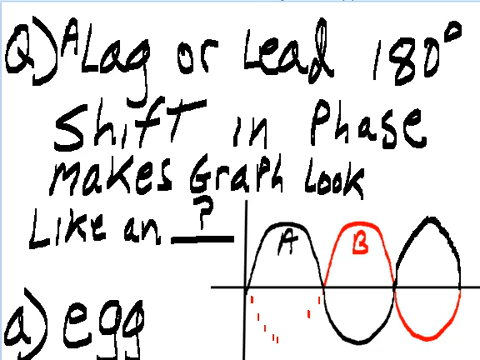 Q) A Lag or Lead 180°
Shift in Phase
makes Graph Look
Like an ?
A B
a) egg